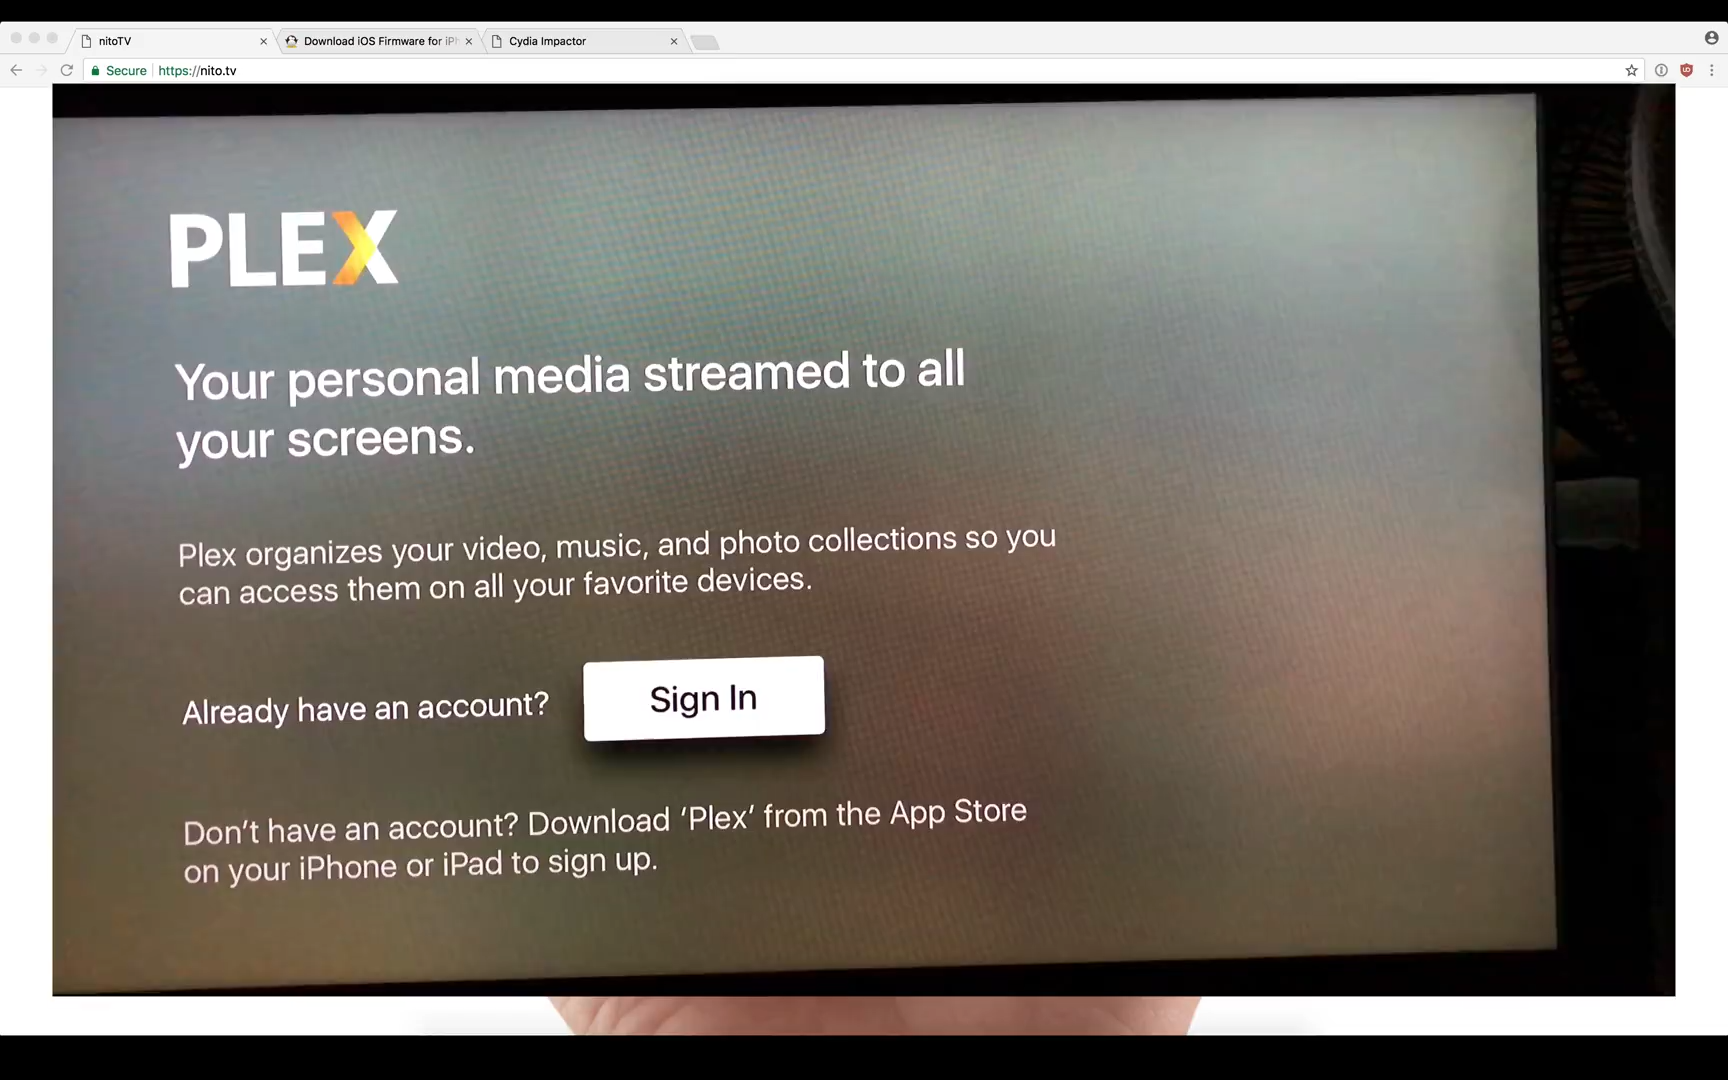 nitoTV
Download iOS Firmware for iPh
Cydia Impactor
Secure
https://nito.tv
PLEX
Your personal media streamed to all
your screens.
Plex organizes your video, music, and photo collections so you
can access them on all your favorite devices.
Already have an account?
Sign In
Don’t have an account? Download ‘Plex’ from the App Store
on your iPhone or iPad to sign up.